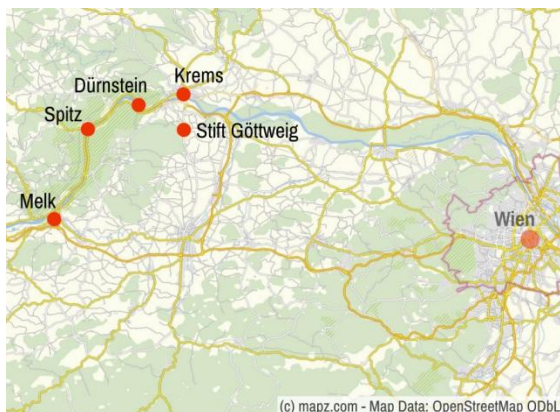 Krems
Dürnstein
Spitz
Stift Göttweig
Melk
Wien
(c) mapz.com - Map Data: OpenStreetMap ODbL